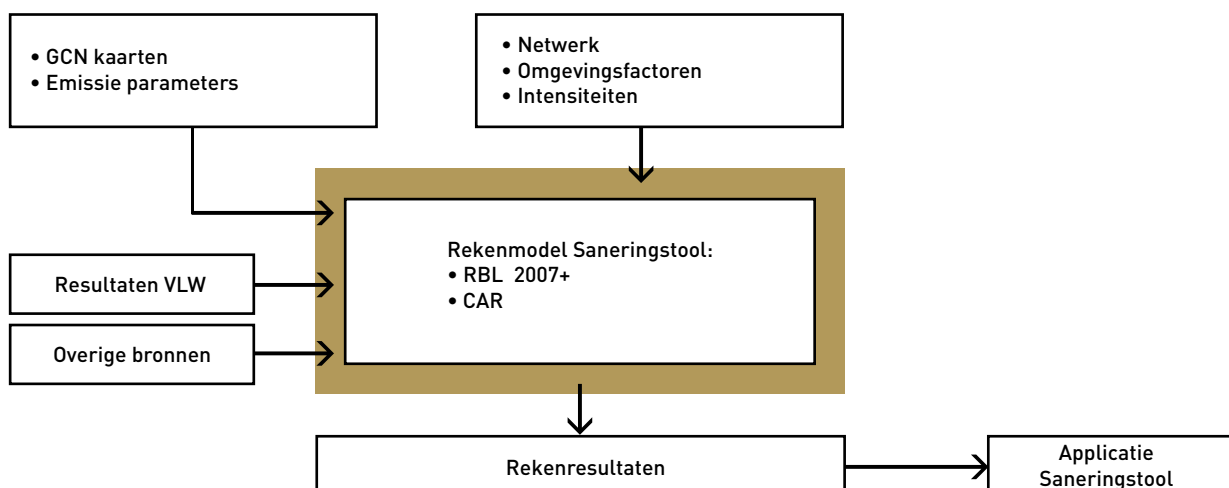 • GCN kaarten
• Emissie parameters
• Netwerk
• Omgevingsfactoren
• Intensiteiten
Rekenmodel Saneringstool:
• RBL 2007+
• CAR
Resultaten VLW
Overige bronnen
Rekenresultaten
Applicatie
Saneringstool